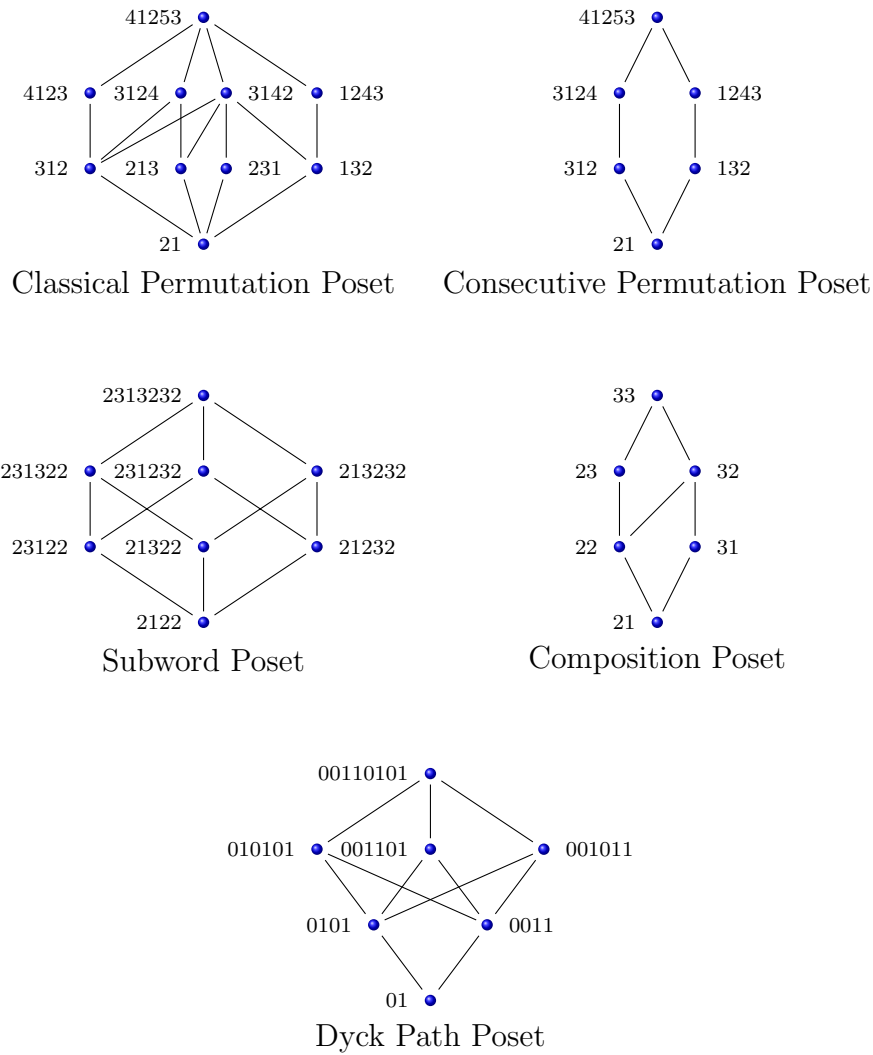 41253 41253
4123 3124 3142 1243 3124 1243
312 213 231 132 312 132
21 21
Classical Permutation Poset Consecutive Permutation Poset
2313232 33
231322 231232 213232 23 32
23122 21322 21232 22 31
2122 21
Subword Poset Composition Poset
00110101
010101 001101 001011
0101 0011
01
Dyck Path Poset